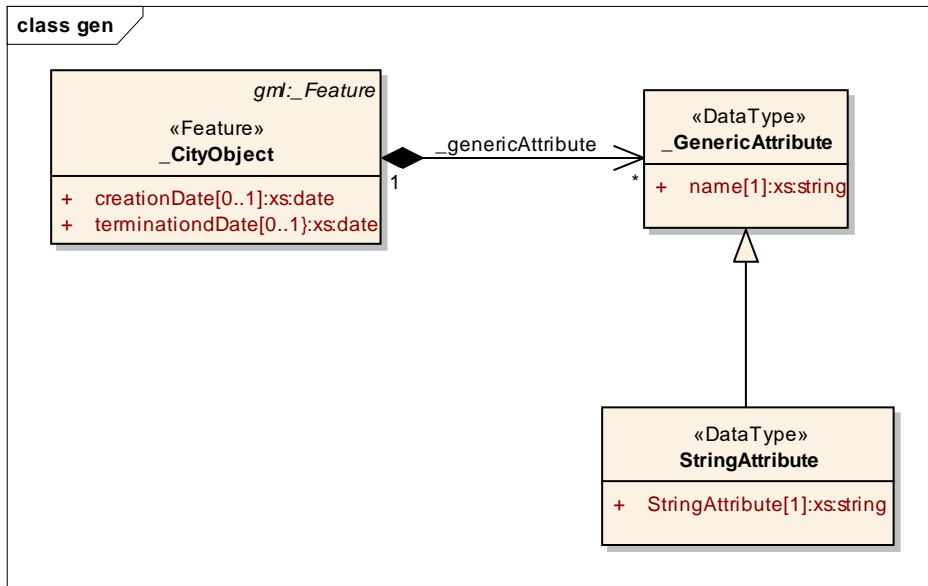 class gen
gml:_Feature
«Feature»
_CityObject
+ creationDate[0..1]:xs:date
+ terminationdDate[0..1}:xs:date
_genericAttribute
1
*
«DataType»
_GenericAttribute
+ name[1]:xs:string
«DataType»
StringAttribute
+ StringAttribute[1]:xs:string